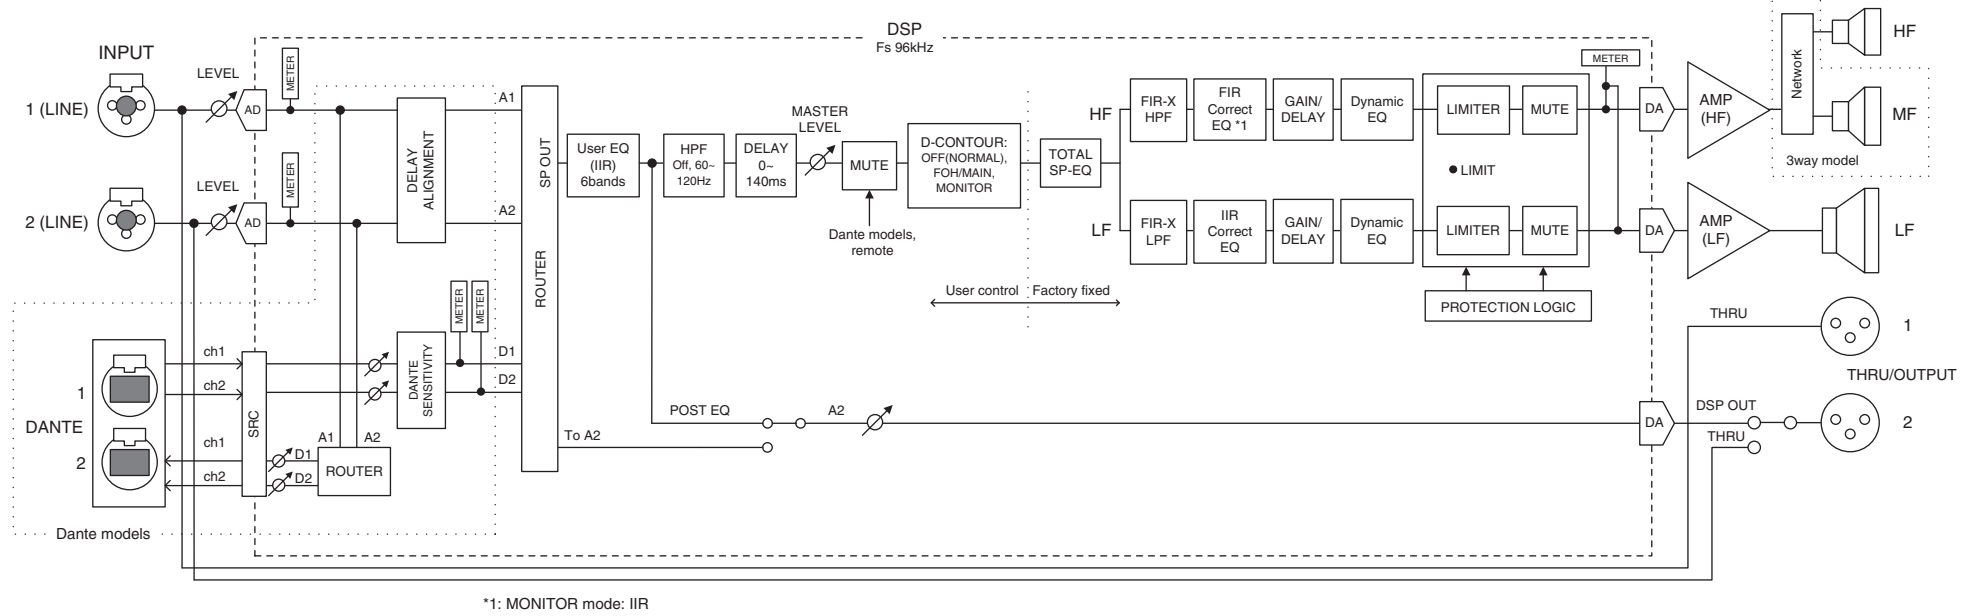 DSP
Fs 96kHz
INPUT
1 (LINE)
LEVEL
AD
METER
2 (LINE)
LEVEL
AD
METER
DELAY
ALIGNMENT
A1
A2
SP OUT
ROUTER
User EQ
(IIR)
6bands
HPF
Off, 60~
120Hz
DELAY
0~
140ms
MASTER
LEVEL
MUTE
Dante models,
remote
D-CONTOUR:
OFF(NORMAL),
FOH/MAIN,
MONITOR
TOTAL
SP-EQ
User control
Factory fixed
HF
FIR-X
HPF
FIR
Correct
EQ *1
GAIN/
DELAY
Dynamic
EQ
LIMITER
MUTE
LIMIT
LF
FIR-X
LPF
IIR
Correct
EQ
GAIN/
DELAY
Dynamic
EQ
LIMITER
MUTE
PROTECTION LOGIC
METER
DA
DA
AMP
(HF)
AMP
(LF)
Network
HF
MF
3way model
LF
DANTE
1
2
ch1
ch2
ch1
ch2
SRC
DANTE
SENSITIVITY
METER
METER
D1
D2
A1
A2
D1
D2
ROUTER
Dante models
POST EQ
To A2
A2
DA
THRU
1
THRU/OUTPUT
DSP OUT
THRU
2
*1: MONITOR mode: IIR